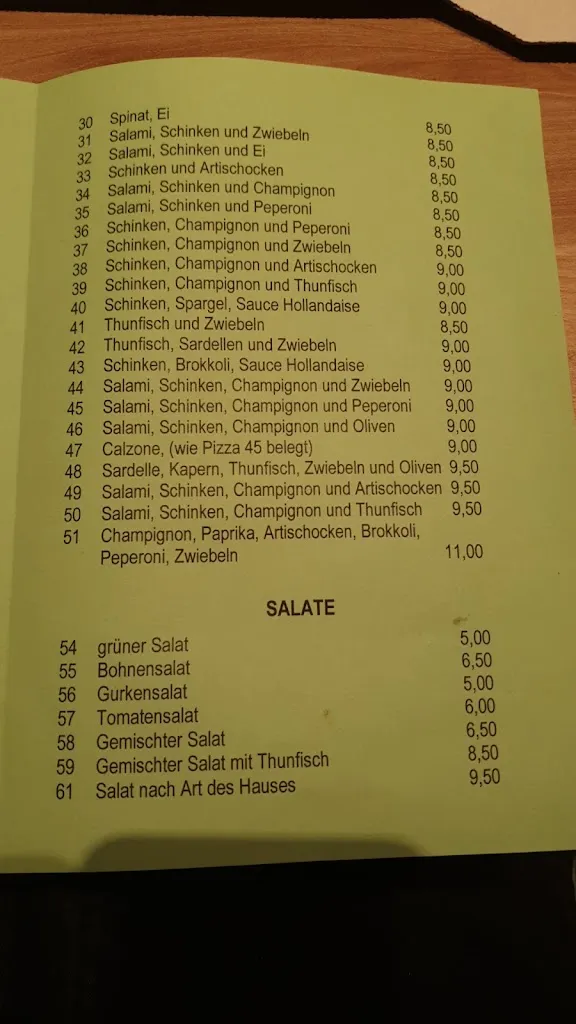 30 Spinat, Ei 8,50
31 Salami, Schinken und Zwiebeln 8,50
32 Salami, Schinken und Ei 8,50
33 Schinken und Artischocken 8,50
34 Salami, Schinken und Champignon 8,50
35 Salami, Schinken und Peperoni 8,50
36 Schinken, Champignon und Peperoni 8,50
37 Schinken, Champignon und Zwiebeln 8,50
38 Schinken, Champignon und Artischocken 9,00
39 Schinken, Champignon und Thunfisch 9,00
40 Schinken, Spargel, Sauce Hollandaise 9,00
41 Thunfisch und Zwiebeln 8,50
42 Thunfisch, Sardellen und Zwiebeln 9,00
43 Schinken, Brokkoli, Sauce Hollandaise 9,00
44 Salami, Schinken, Champignon und Zwiebeln 9,00
45 Salami, Schinken, Champignon und Peperoni 9,00
46 Salami, Schinken, Champignon und Oliven 9,00
47 Calzone, (wie Pizza 45 belegt) 9,00
48 Sardelle, Kapern, Thunfisch, Zwiebeln und Oliven 9,50
49 Salami, Schinken, Champignon und Artischocken 9,50
50 Salami, Schinken, Champignon und Thunfisch 9,50
51 Champignon, Paprika, Artischocken, Brokkoli,
Peperoni, Zwiebeln 11,00
SALATE
54 grüner Salat 5,00
55 Bohnensalat 6,50
56 Gurkensalat 5,00
57 Tomatensalat 6,00
58 Gemischter Salat 6,50
59 Gemischter Salat mit Thunfisch 8,50
61 Salat nach Art des Hauses 9,50